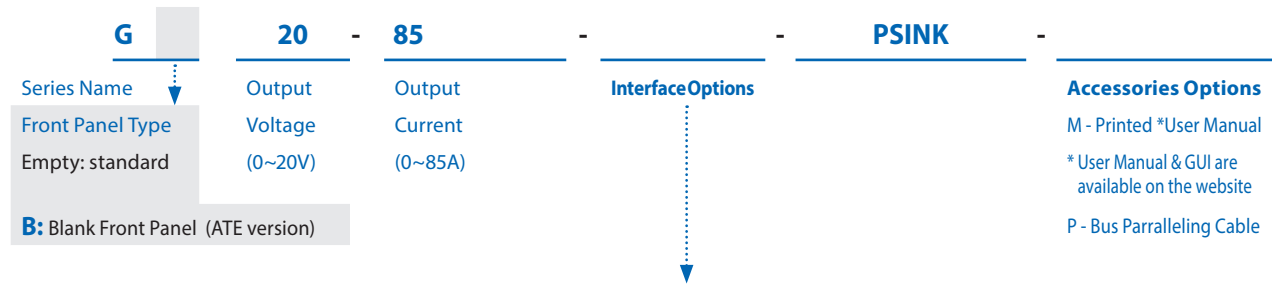 G 20 - 85 - - PSINK -
Series Name
Front Panel Type
Empty: standard
B: Blank Front Panel (ATE version)
Output
Voltage
(0~20V)
Output
Current
(0~85A)
Interface Options
Accessories Options
M - Printed *User Manual
* User Manual & GUI are
available on the website
P - Bus Parralleling Cable